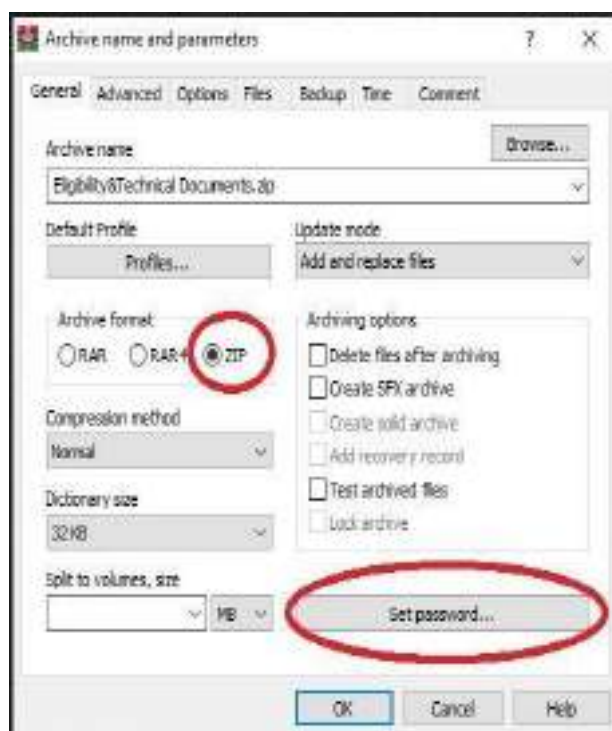 Archive name and parameters ? X
General Advanced Options Files Backup Time Comment
Archive name
Browse...
Eligibility&Technical Documents.zip
Default Profile
Profiles...
Update mode
Add and replace files
Archive format
RAR RAR4 ZIP
Compression method
Normal
Dictionary size
32 KB
Split to volumes, size
MB
Archiving options
Delete files after archiving
Create SFX archive
Create solid archive
Add recovery record
Test archived files
Lock archive
Set password...
OK Cancel Help